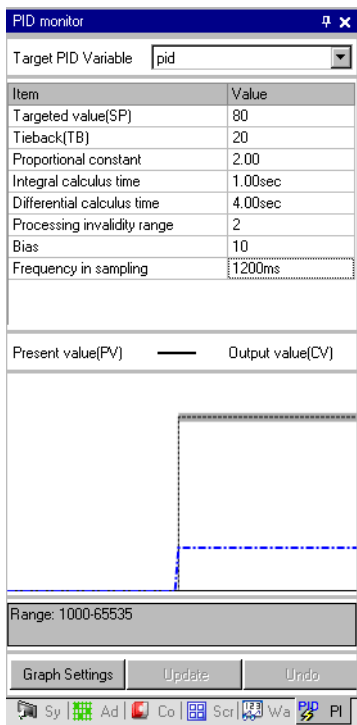 PID monitor
Target PID Variable pid
Item Value
Targeted value(SP) 80
Tieback(TB) 20
Proportional constant 2.00
Integral calculus time 1.00sec
Differential calculus time 4.00sec
Processing invalidity range 2
Bias 10
Frequency in sampling 1200ms
Present value(PV) Output value(CV)
Range: 1000-65535
Graph Settings Update Undo
Sy Ad Co Scr 123 Wa PID PI